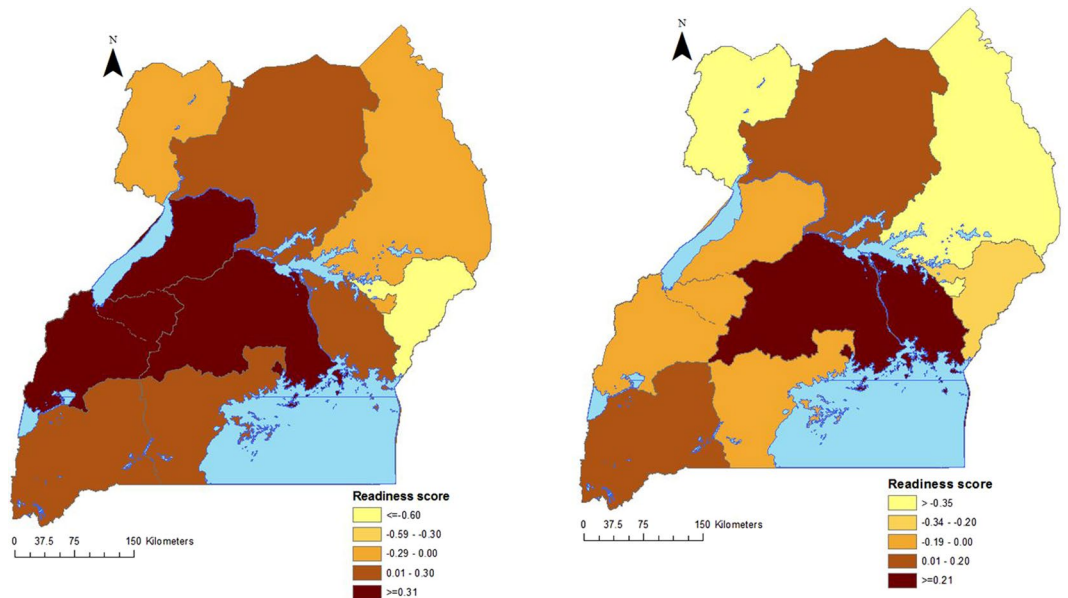 N
Readiness score
<=-0.60
-0.59 - -0.30
-0.29 - 0.00
0.01 - 0.30
>=0.31
0 37.5 75 150 Kilometers
N
Readiness score
> -0.35
-0.34 - -0.20
-0.19 - 0.00
0.01 - 0.20
>=0.21
0 37.5 75 150 Kilometers